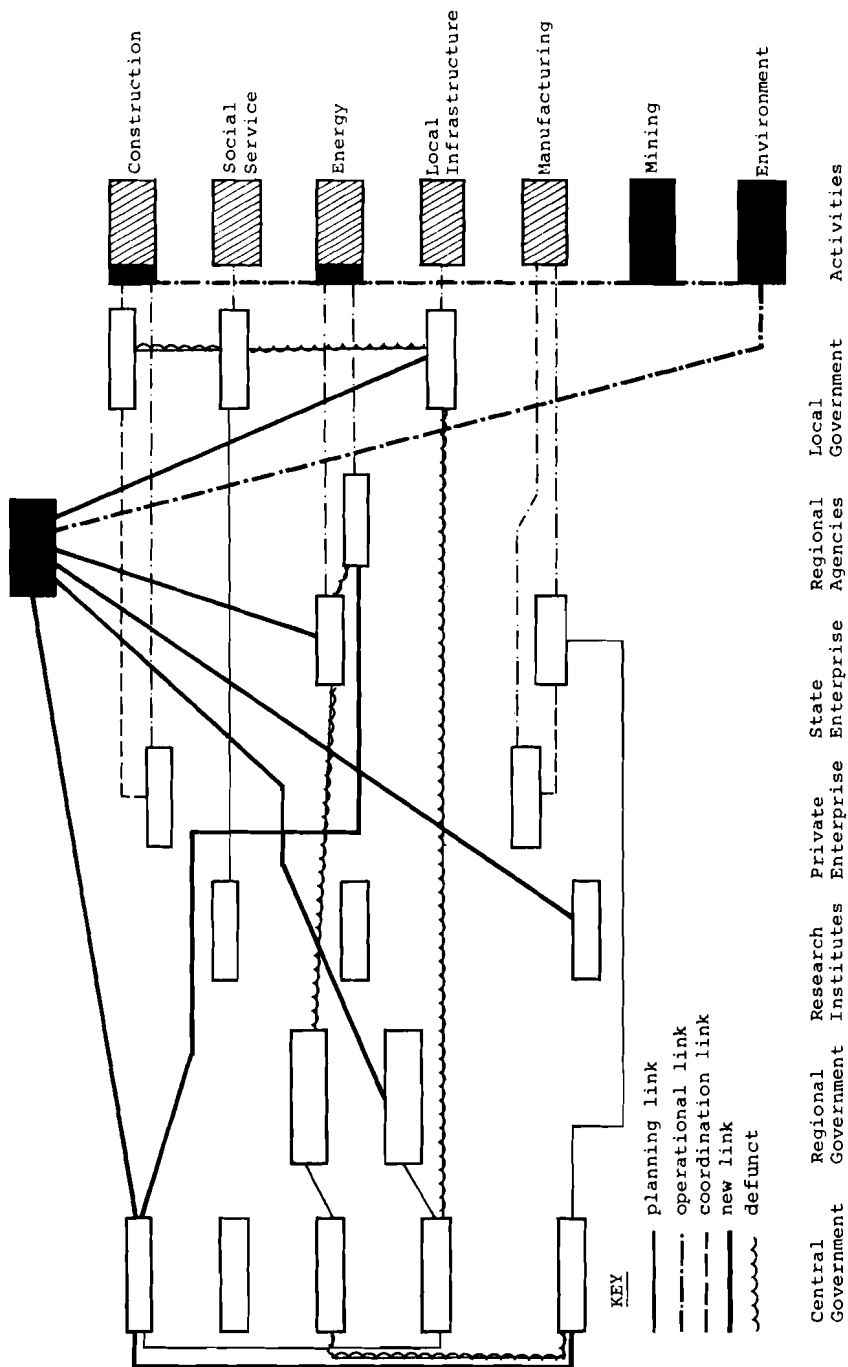 Construction
Social
Service
Energy
Local
Infrastructure
Manufacturing
Mining
Environment
KEY
planning link
operational link
coordination link
new link
defunct
Central
Government
Regional
Government
Research
Institutes
Private
Enterprise
State
Enterprise
Regional
Agencies
Local
Government
Activities